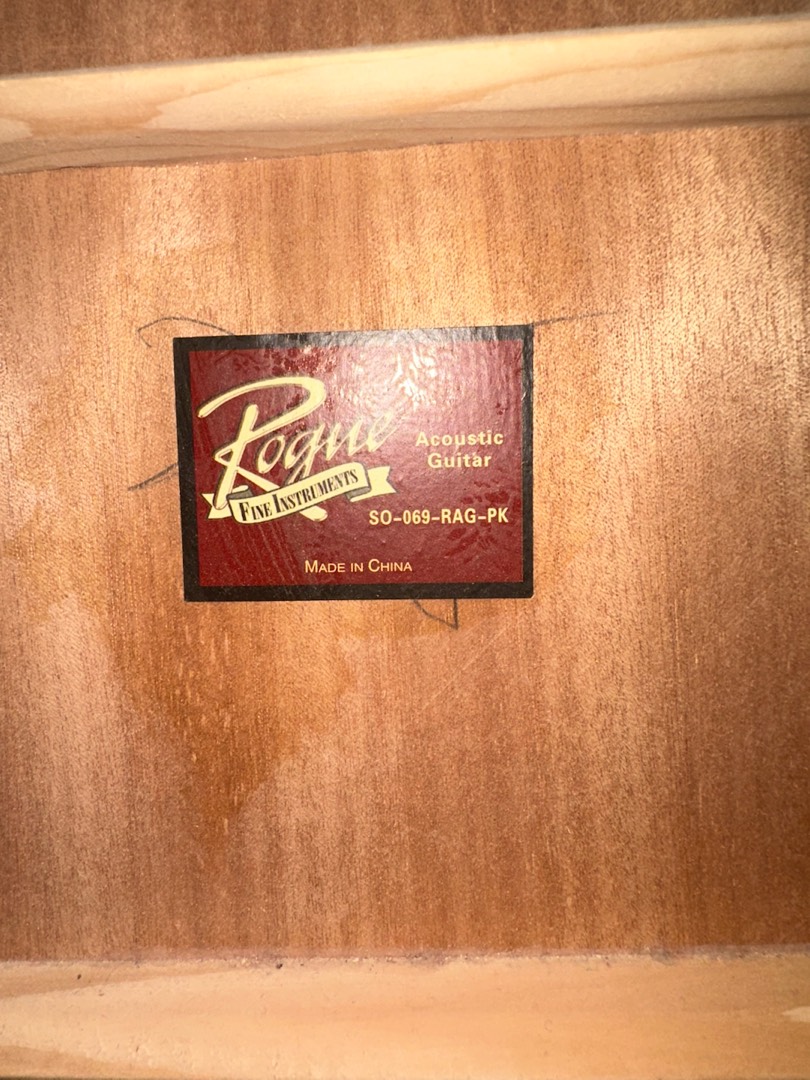 Rogue
FINE INSTRUMENTS
Acoustic
Guitar
SO-069-RAG-PK
MADE IN CHINA